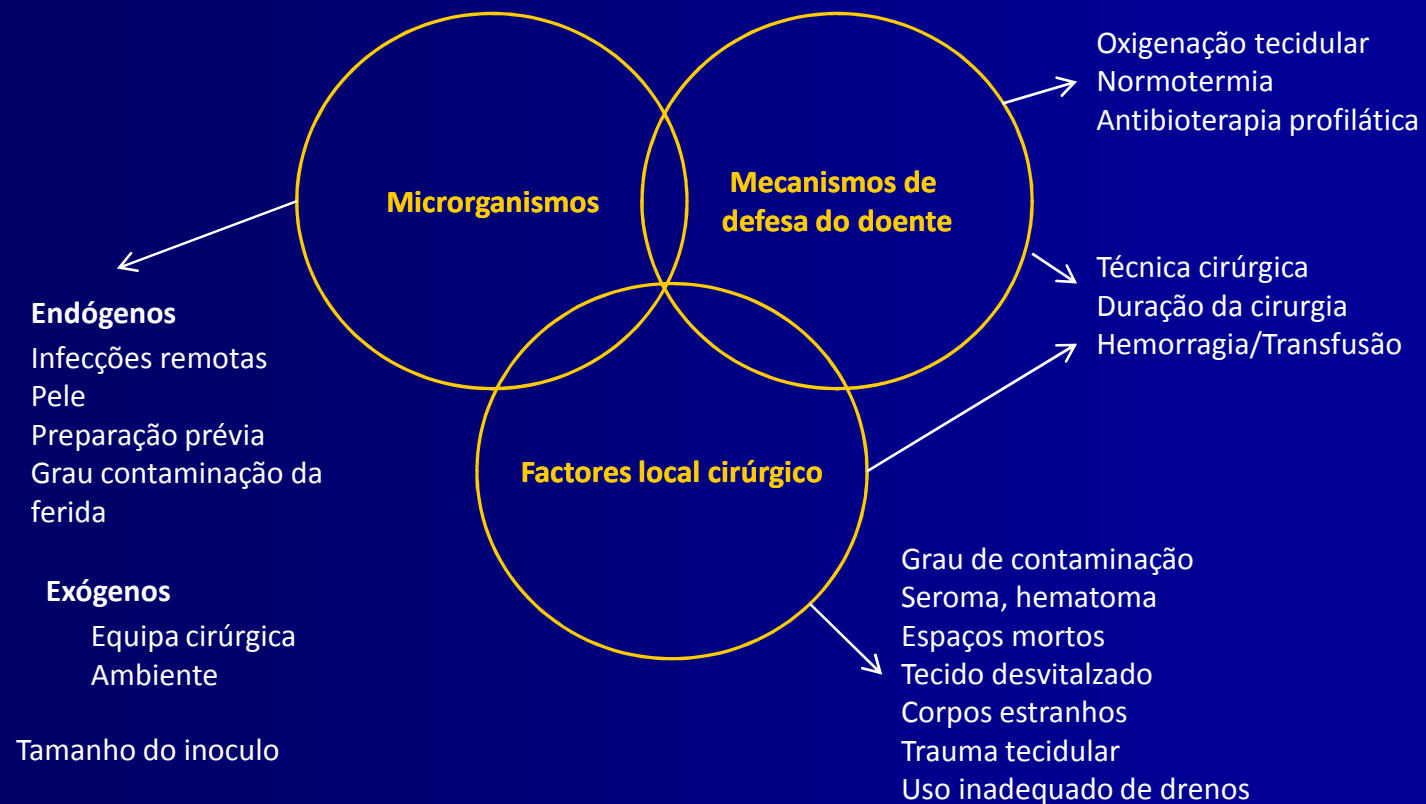 Microrganismos
Mecanismos de
defesa do doente
Factores local cirúrgico
Oxigenação tecidular
Normotermia
Antibioterapia profilática
Técnica cirúrgica
Duração da cirurgia
Hemorragia/Transfusão
Endógenos
Infecções remotas
Pele
Preparação prévia
Grau contaminação da
ferida
Exógenos
Equipa cirúrgica
Ambiente
Tamanho do inoculo
Grau de contaminação
Seroma, hematoma
Espaços mortos
Tecido desvitalzado
Corpos estranhos
Trauma tecidular
Uso inadequado de drenos